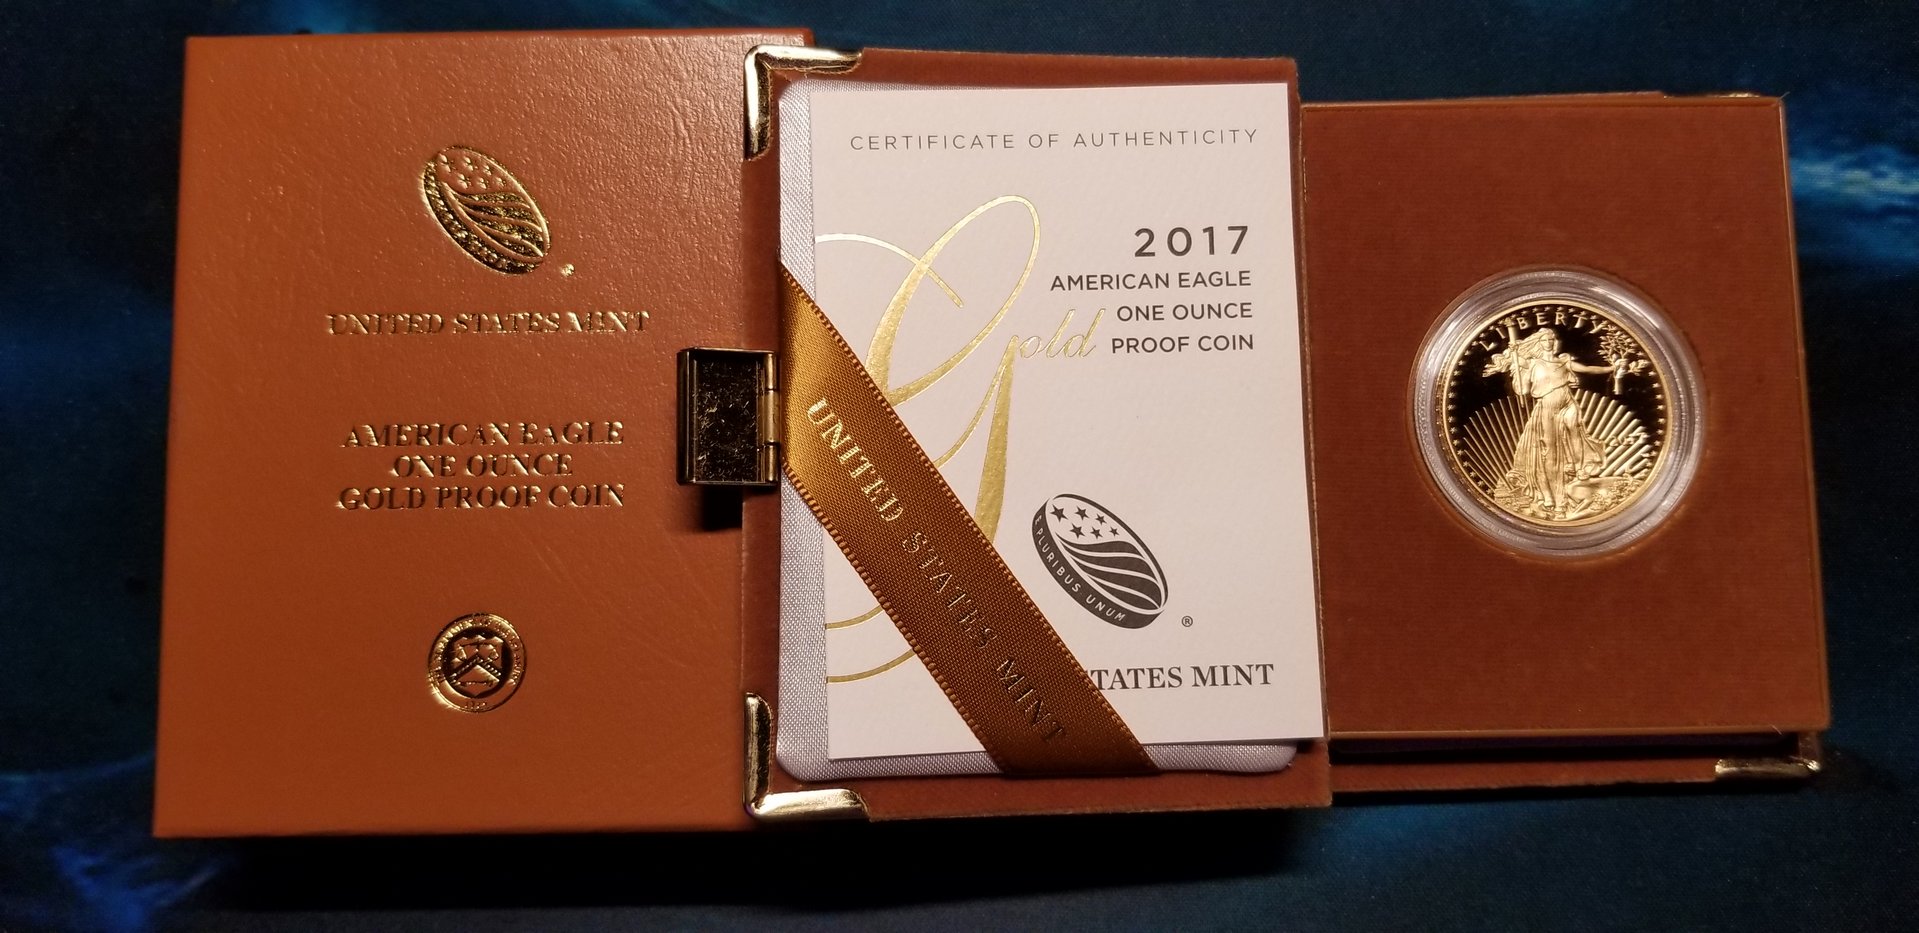 UNITED STATES MINT
AMERICAN EAGLE
ONE OUNCE
GOLD PROOF COIN
CERTIFICATE OF AUTHENTICITY
2017
AMERICAN EAGLE
ONE OUNCE
Gold PROOF COIN
E PLURIBUS UNUM
®
TATES MINT
UNITED STATES MINT
LIBERTY